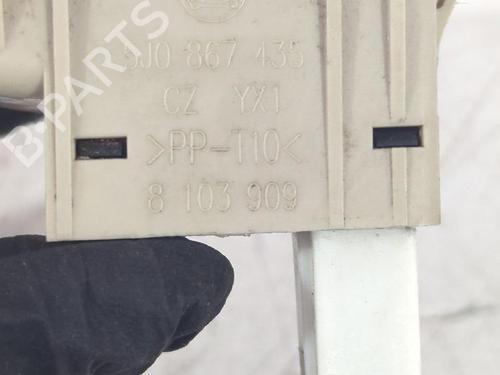 5J0 867 435
CZ YX1
>PP-T10<
8 103 909
B-PARTS